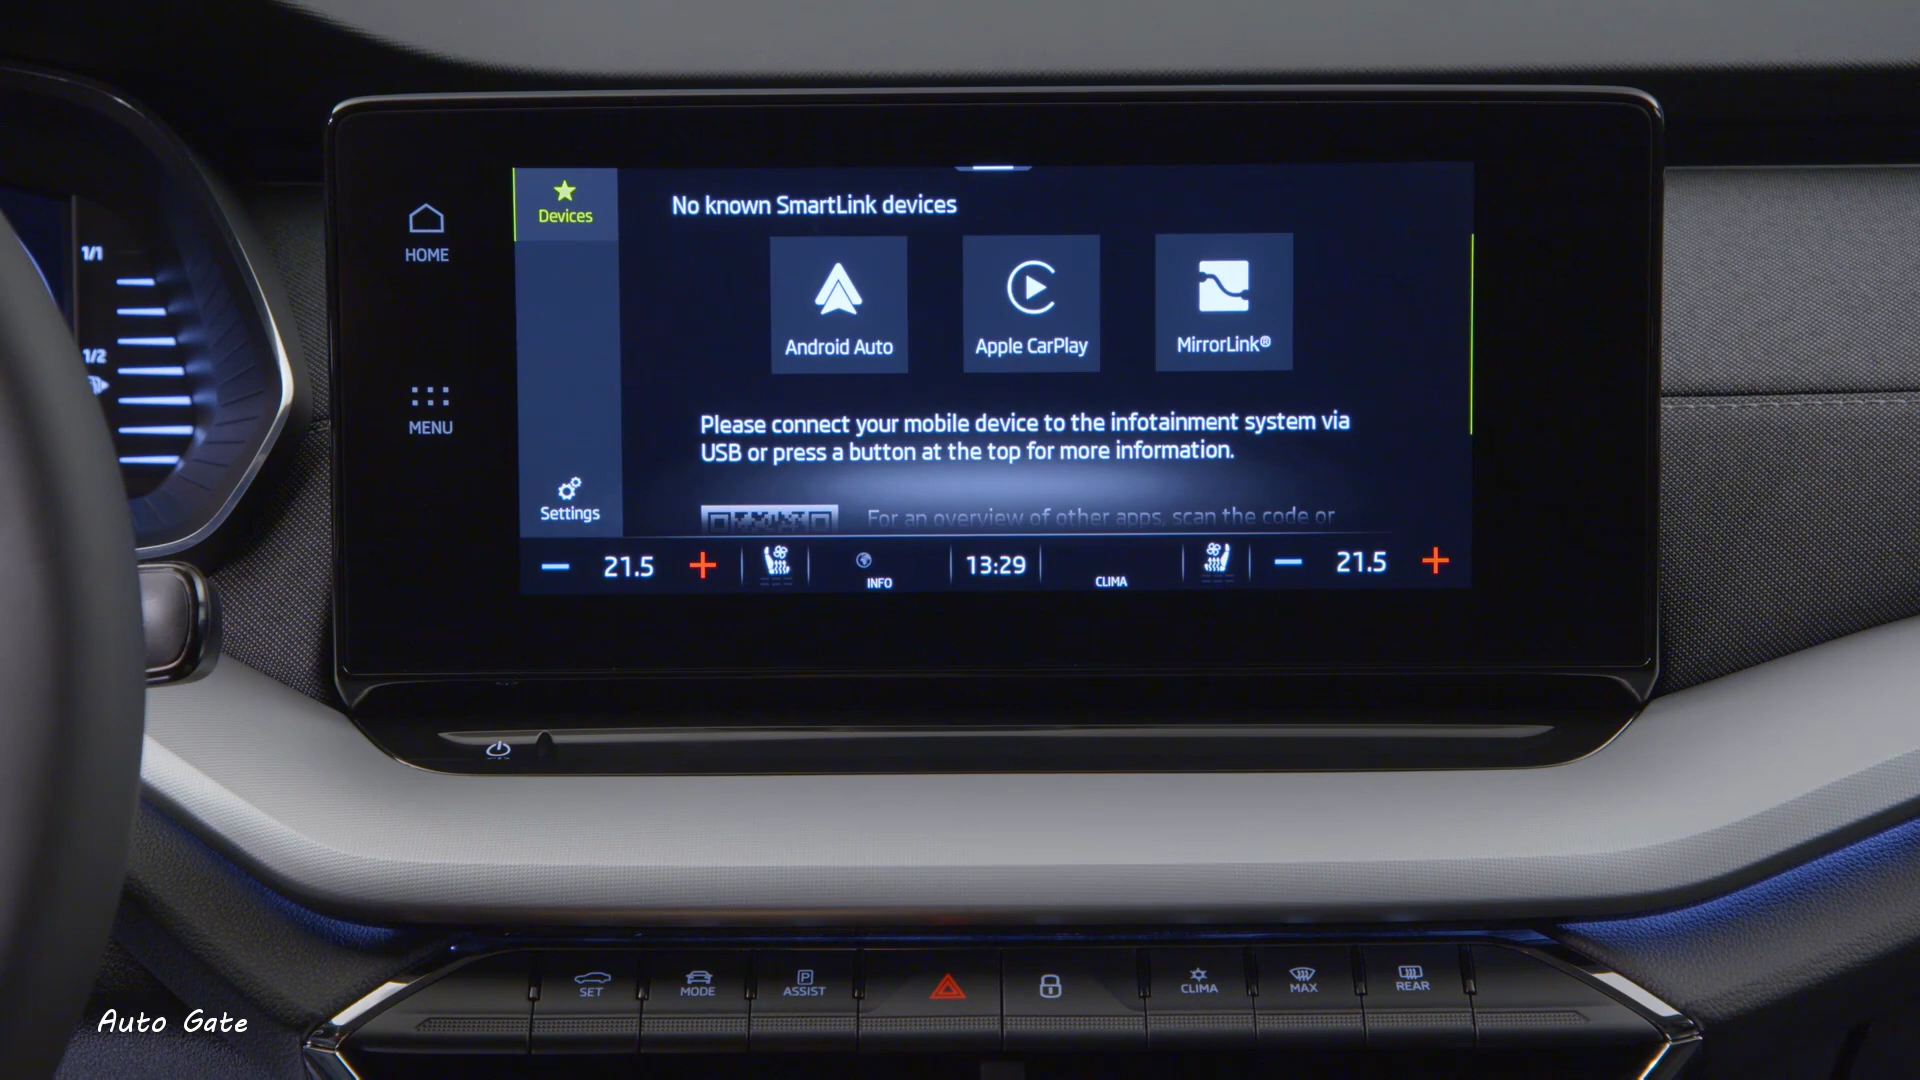 1/1
1/2
HOME
MENU
Devices
Settings
No known SmartLink devices
Android Auto
Apple CarPlay
MirrorLink®
Please connect your mobile device to the infotainment system via
USB or press a button at the top for more information.
For an overview of other apps, scan the code or
21.5
INFO
13:29
CLIMA
21.5
SET
MODE
P
ASSIST
CLIMA
MAX
REAR
Auto Gate